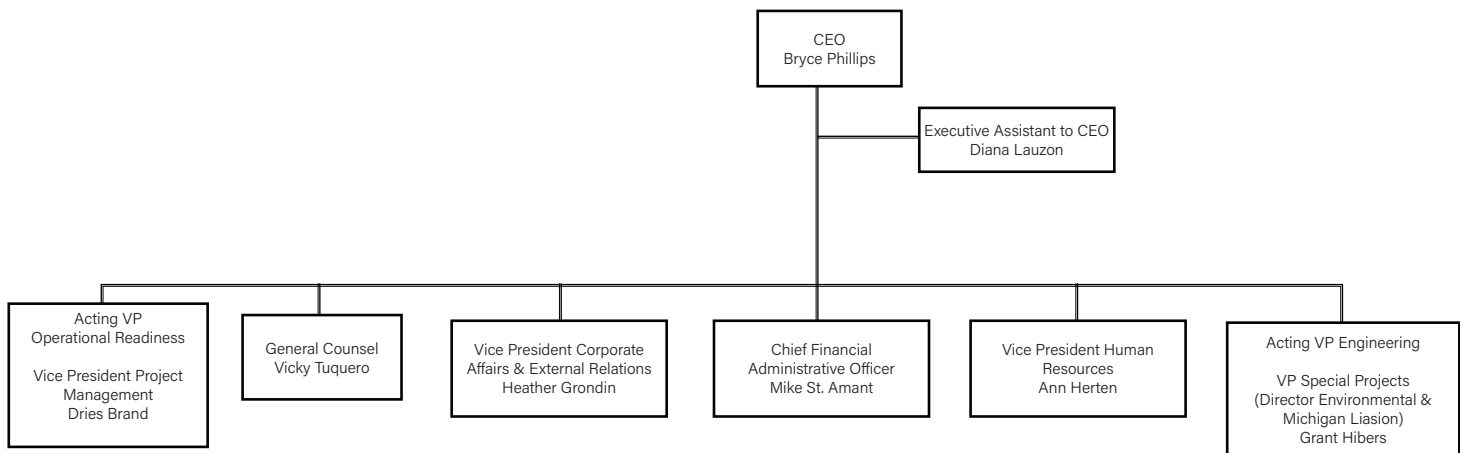 CEO
Bryce Phillips
Executive Assistant to CEO
Diana Lauzon
Acting VP
Operational Readiness
Vice President Project
Management
Dries Brand
General Counsel
Vicky Tuquero
Vice President Corporate
Affairs & External Relations
Heather Grondin
Chief Financial
Administrative Officer
Mike St. Amant
Vice President Human
Resources
Ann Herten
Acting VP Engineering
VP Special Projects
(Director Environmental &
Michigan Liasion)
Grant Hibers